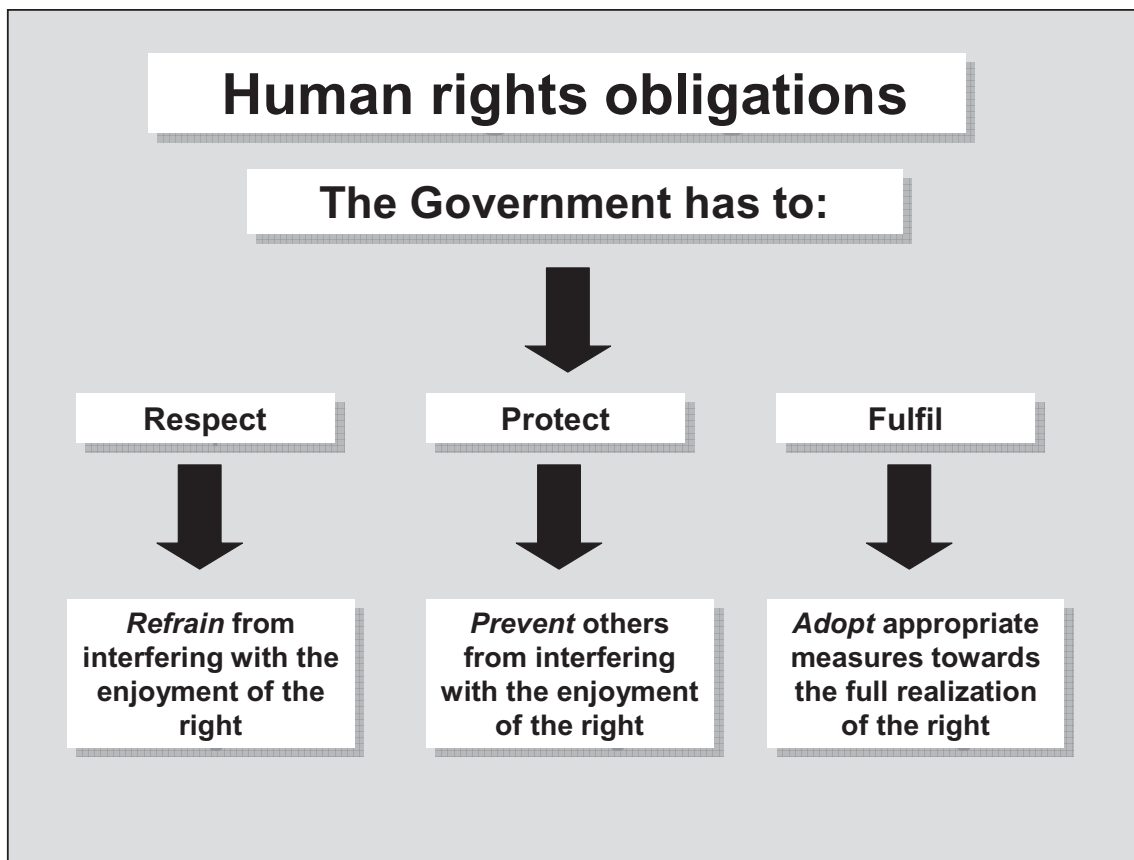 Human rights obligations
The Government has to:
Respect
Protect
Fulfil
Refrain from
interfering with the
enjoyment of the
right
Prevent others
from interfering
with the enjoyment
of the right
Adopt appropriate
measures towards
the full realization
of the right